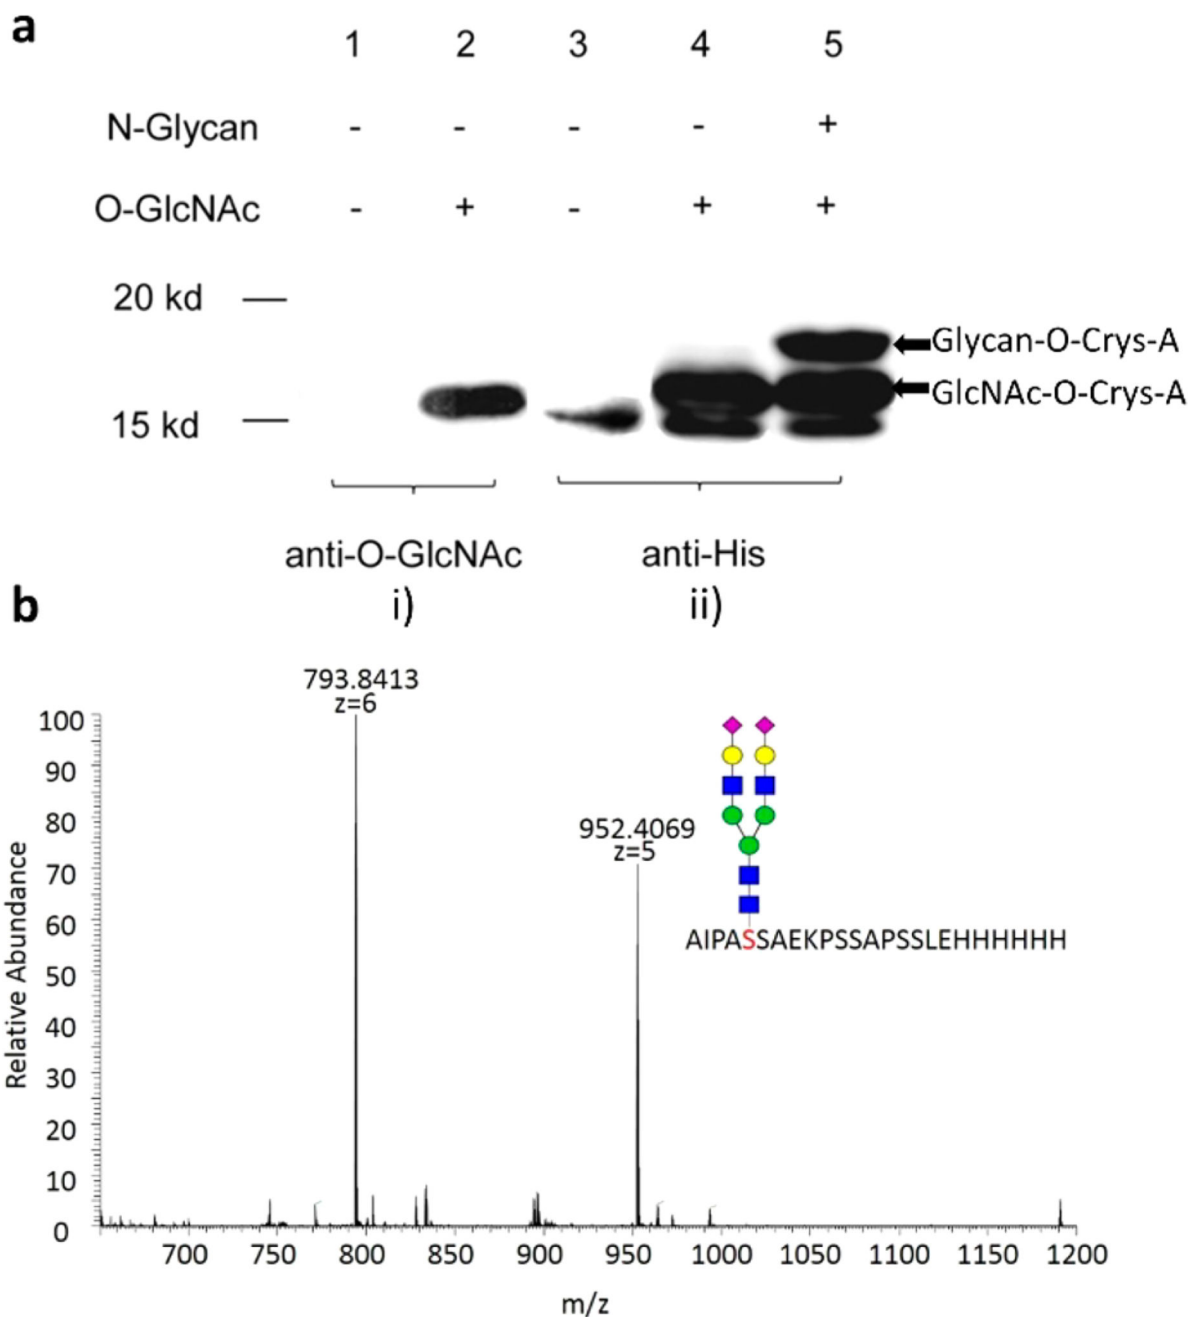 a
1 2 3 4 5
N-Glycan - - - - +
O-GlcNAc - + - + +
20 kd
Glycan-O-Crys-A
GlcNAc-O-Crys-A
15 kd
anti-O-GlcNAc anti-His
i) ii)
b
793.8413
z=6
952.4069
z=5
AIPASSAEKPSSAPSSLEHHHHHH
Relative Abundance
100
90
80
70
60
50
40
30
20
10
0
700 750 800 850 900 950 1000 1050 1100 1150 1200
m/z